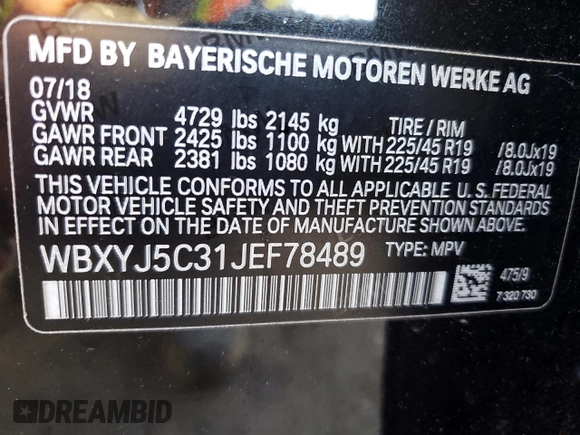 MFD BY BAYERISCHE MOTOREN WERKE AG
07/18
GVWR 4729 lbs 2145 kg TIRE / RIM
GAWR FRONT 2425 lbs 1100 kg WITH 225/45 R19 /8.0Jx19
GAWR REAR 2381 lbs 1080 kg WITH 225/45 R19 /8.0Jx19
THIS VEHICLE CONFORMS TO ALL APPLICABLE U. S. FEDERAL
MOTOR VEHICLE SAFETY AND THEFT PREVENTION STANDARDS
IN EFFECT ON THE DATE OF MANUFACTURE SHOWN ABOVE.
WBXYJ5C31JEF78489 TYPE: MPV
475/9
7 320 730
DREAMBID